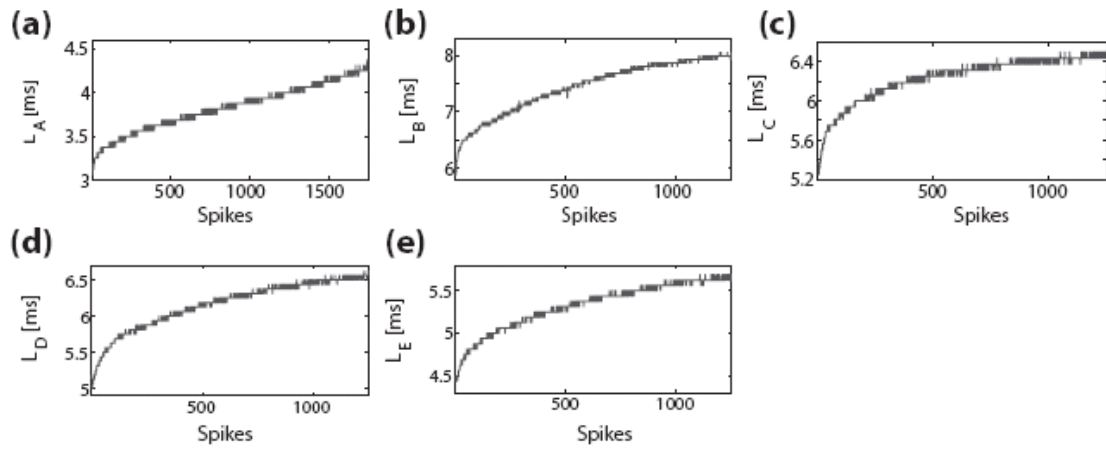 (a)
4.5
4
3.5
3
L_A [ms]
500 1000 1500
Spikes
(b)
8
7
6
L_B [ms]
500 1000
Spikes
(c)
6.4
6
5.6
5.2
L_C [ms]
500 1000
Spikes
(d)
6.5
6
5.5
5
L_D [ms]
500 1000
Spikes
(e)
5.5
5
4.5
L_E [ms]
500 1000
Spikes